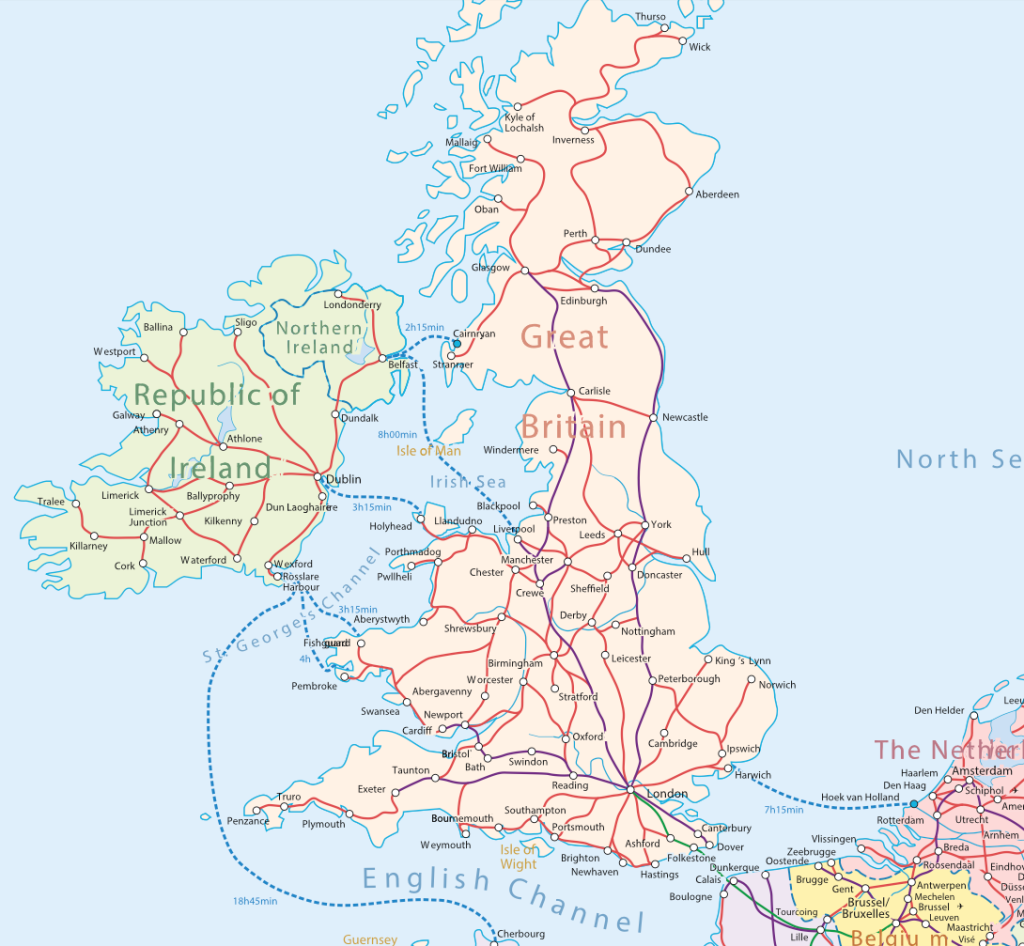 Thurso
Wick
Kyle of
Lochalsh
Inverness
Mallaig
Fort William
Aberdeen
Oban
Perth
Dundee
Glasgow
Edinburgh
Londonderry
Ballina
Sligo
Northern
Ireland
2h15min
Cairnryan
Great
Westport
Belfast
Stranraer
Republic of
Carlisle
Galway
Dundalk
Newcastle
Athenry
Britain
8h00min
Athlone
Isle of Man
Windermere
North Se
Ireland
Dublin
Irish Sea
Limerick
Ballyprophy
Tralee
3h15min
Dun Laoghaire
Blackpool
Limerick
Junction
Kilkenny
Holyhead
Llandudno
Liverpool
Preston
York
Leeds
Killarney
Mallow
Porthmadog
Manchester
Hull
Cork
Waterford
Wexford
Pwllheli
Chester
Doncaster
Rosslare
Harbour
Crewe
Sheffield
St. George's Channel
3h15min
Aberystwyth
Derby
Shrewsbury
Nottingham
Fishguard
4h
Birmingham
Leicester
King 's Lynn
Pembroke
Worcester
Peterborough
Norwich
Abergavenny
Stratford
Swansea
Newport
Den Helder
Leeu
Cardiff
Oxford
Cambridge
Ipswich
Bristol
Bath
Swindon
The Netherl
Taunton
Reading
Harwich
Haarlem
Amsterdam
Exeter
London
Den Haag
Schiphol
Truro
7h15min
Hoek van Holland
Amer
Penzance
Plymouth
Bournemouth
Southampton
Rotterdam
Utrecht
Portsmouth
Canterbury
Weymouth
Ashford
Dover
Vlissingen
Arnhem
Isle of
Wight
Brighton
Folkestone
Zeebrugge
Breda
Newhaven
Hastings
Dunkerque
Oostende
Roosendaal
Eindhov
English Channel
Calais
Brugge
Gent
Antwerpen
Düsse
Boulogne
Mechelen
Venl
18h45min
Brussel/
Bruxelles
Brussel
Tourcoing
Leuven
M
Maastricht
Guernsey
Cherbourg
Lille
Belgiu m
Visé